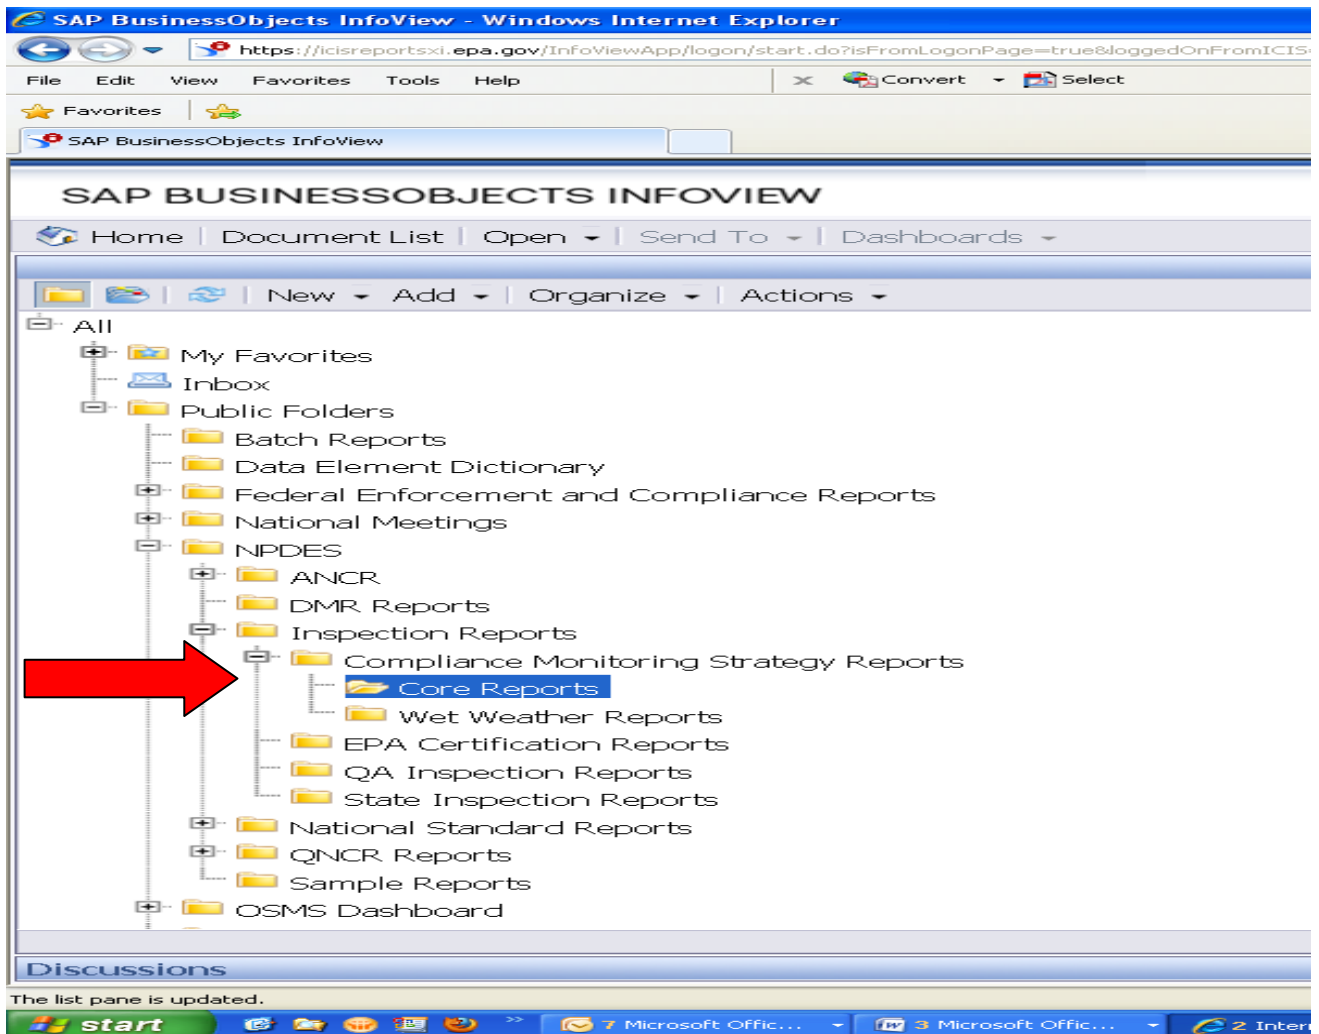 SAP BusinessObjects InfoView - Windows Internet Explorer
https://icisreportsxi.epa.gov/InfoViewApp/logon/start.do?isFromLogonPage=true&loggedOnFromICIS
File Edit View Favorites Tools Help Convert Select
Favorites
SAP BusinessObjects InfoView
SAP BUSINESSOBJECTS INFOVIEW
Home Document List Open Send To Dashboards
New Add Organize Actions
All
My Favorites
Inbox
Public Folders
Batch Reports
Data Element Dictionary
Federal Enforcement and Compliance Reports
National Meetings
NPDES
ANCR
DMR Reports
Inspection Reports
Compliance Monitoring Strategy Reports
Core Reports
Wet Weather Reports
EPA Certification Reports
QA Inspection Reports
State Inspection Reports
National Standard Reports
QNCR Reports
Sample Reports
OSMS Dashboard
Discussions
The list pane is updated.
start 7 Microsoft Offic... 3 Microsoft Offic... 2 Inter